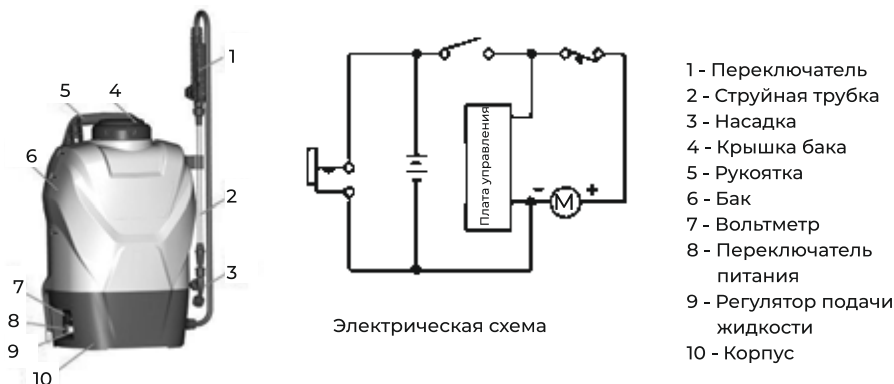 1
5
4
6
2
3
7
8
9
10
Плата управления
-
M
+
Электрическая схема
1 - Переключатель
2 - Струйная трубка
3 - Насадка
4 - Крышка бака
5 - Рукоятка
6 - Бак
7 - Вольтметр
8 - Переключатель
питания
9 - Регулятор подачи
жидкости
10 - Корпус